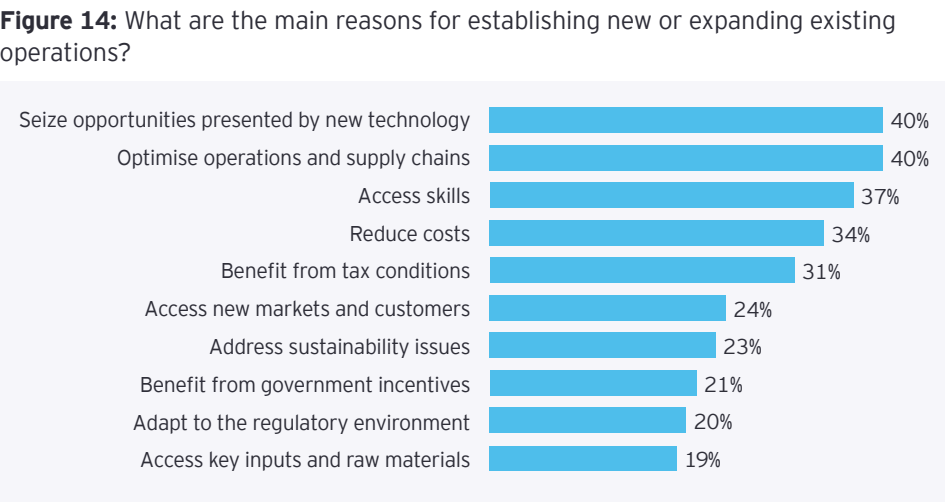 Figure 14: What are the main reasons for establishing new or expanding existing
operations?
Seize opportunities presented by new technology 40%
Optimise operations and supply chains 40%
Access skills 37%
Reduce costs 34%
Benefit from tax conditions 31%
Access new markets and customers 24%
Address sustainability issues 23%
Benefit from government incentives 21%
Adapt to the regulatory environment 20%
Access key inputs and raw materials 19%